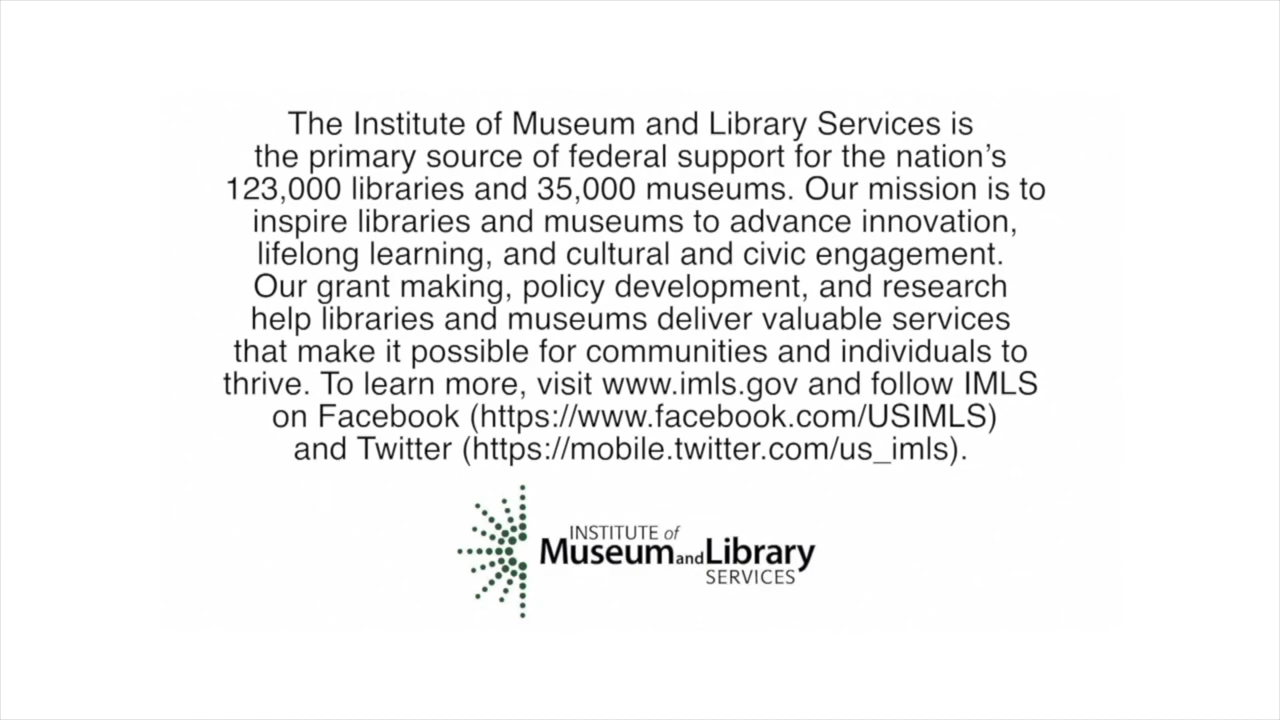 The Institute of Museum and Library Services is
the primary source of federal support for the nation’s
123,000 libraries and 35,000 museums. Our mission is to
inspire libraries and museums to advance innovation,
lifelong learning, and cultural and civic engagement.
Our grant making, policy development, and research
help libraries and museums deliver valuable services
that make it possible for communities and individuals to
thrive. To learn more, visit www.imls.gov and follow IMLS
on Facebook (https://www.facebook.com/USIMLS)
and Twitter (https://mobile.twitter.com/us_imls).
INSTITUTE of
Museum and Library
SERVICES